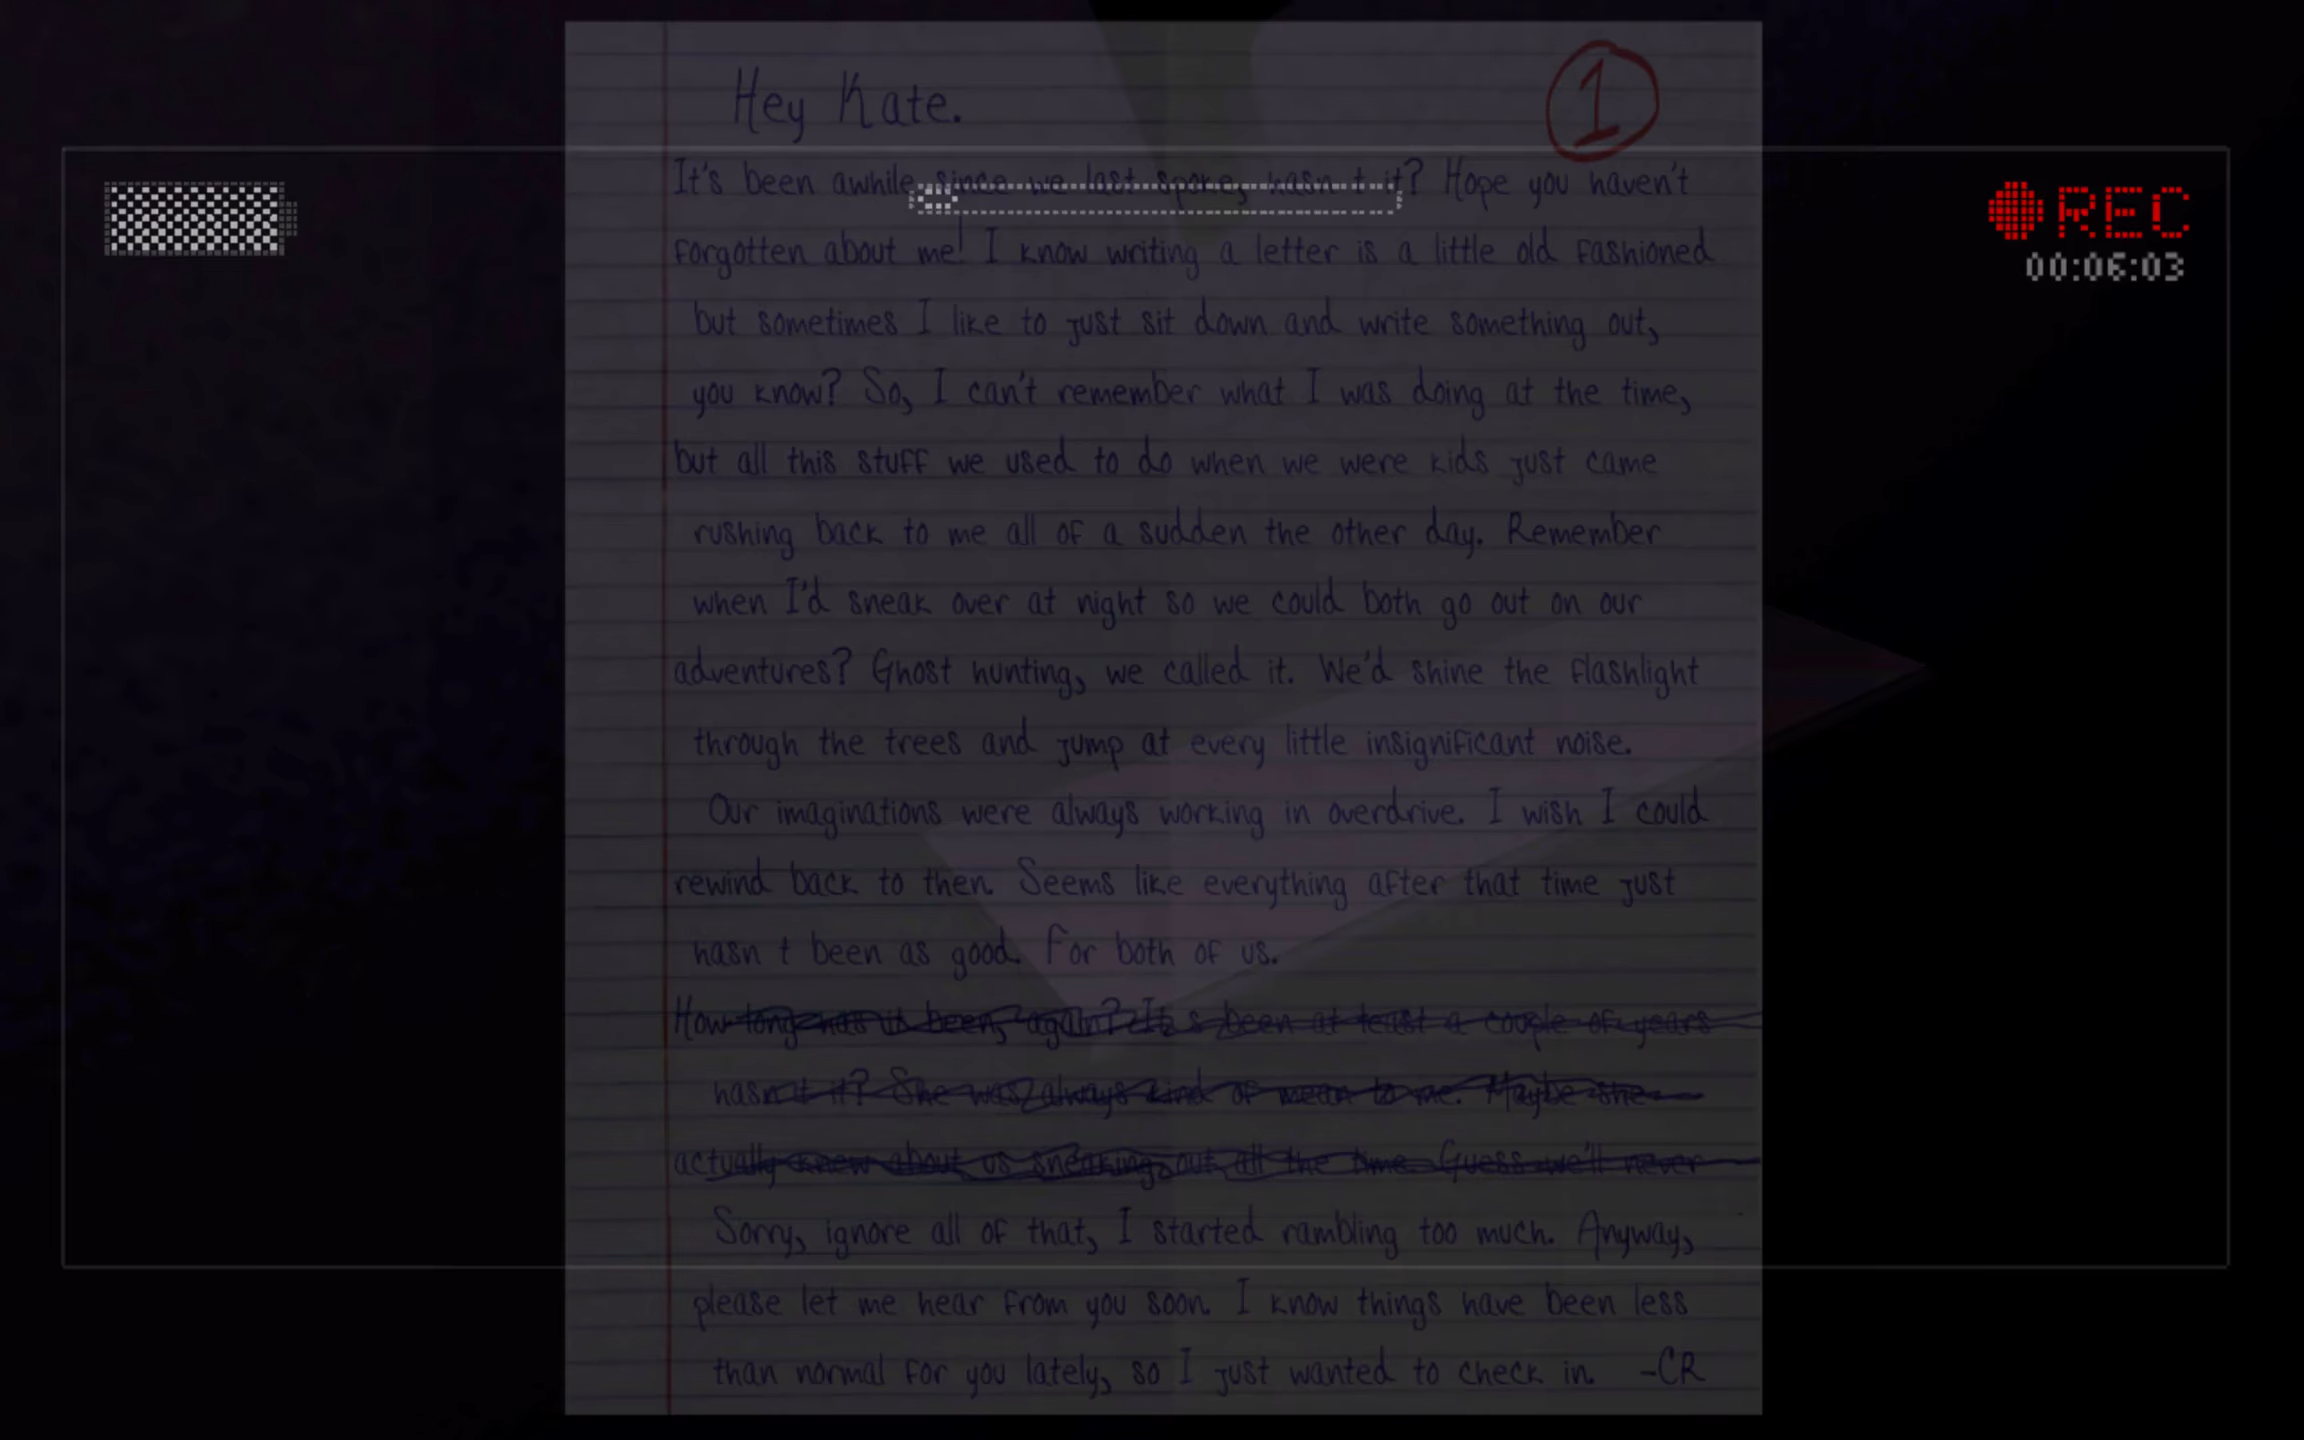 Hey Kate.
1
It's been awhile since we last spoke, hasn t it? Hope you haven't
REC
forgotten about me! I know writing a letter is a little old fashioned
00:06:03
but sometimes I like to just sit down and write something out,
you know? So, I can't remember what I was doing at the time,
but all this stuff we used to do when we were kids just came
rushing back to me all of a sudden the other day. Remember
when I'd sneak over at night so we could both go out on our
adventures? Ghost hunting, we called it. We'd shine the flashlight
through the trees and jump at every little insignificant noise.
Our imaginations were always working in overdrive. I wish I could
rewind back to then. Seems like everything after that time just
hasn t been as good. For both of us.
How long has it been, again? It s been at least a couple of years
hasn t it? She was always kind of mean to me. Maybe she
actually knew about us sneaking out all the time. Guess we'll never
Sorry, ignore all of that, I started rambling too much. Anyway,
please let me hear from you soon. I know things have been less
than normal for you lately, so I just wanted to check in. -CR